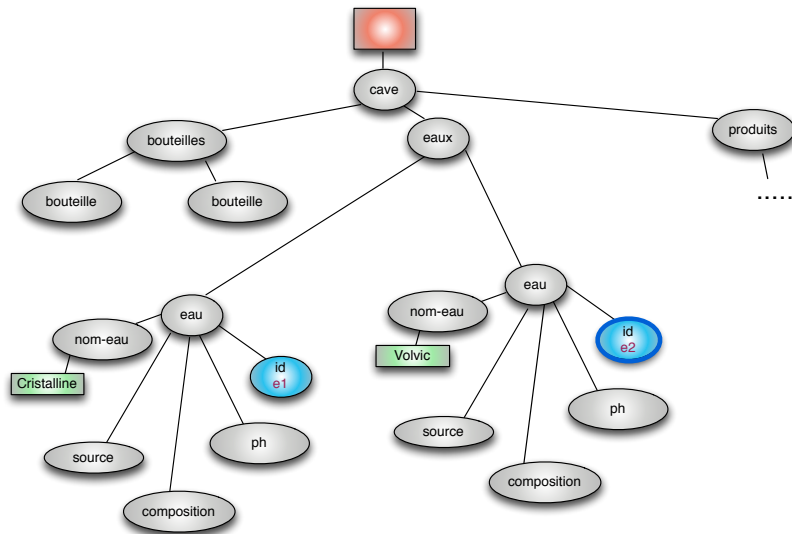 cave
bouteilles
eaux
produits
bouteille
bouteille
.....
eau
eau
nom-eau
nom-eau
Cristalline
Volvic
id
e1
id
e2
source
ph
composition
source
ph
composition